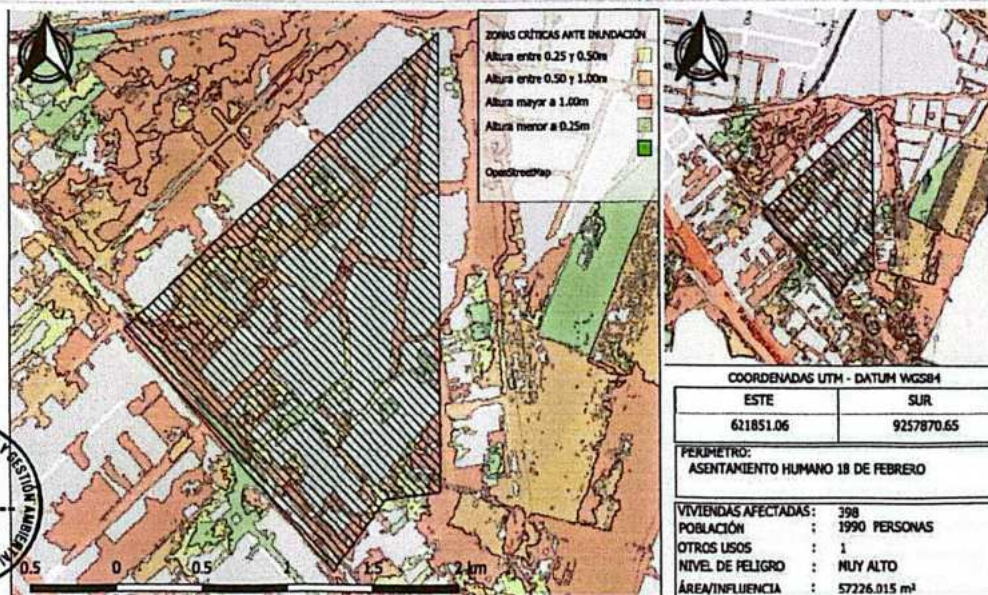 ZONAS CRÍTICAS ANTE INUNDACIÓN
Altura entre 0.25 y 0.50m
Altura entre 0.50 y 1.00m
Altura mayor a 1.00m
Altura menor a 0.25m
OpenStreetMap
GESTIÓN AMBIENTAL
0.5 0 0.5 1 1.5 2 km
COORDENADAS UTM - DATUM WGS84
ESTE SUR
621851.06 9257870.65
PERÍMETRO:
ASENTAMIENTO HUMANO 18 DE FEBRERO
VIVIENDAS AFECTADAS : 398
POBLACIÓN : 1990 PERSONAS
OTROS USOS : 1
NIVEL DE PELIGRO : MUY ALTO
ÁREA/INFLUENCIA : 57226.015 m²